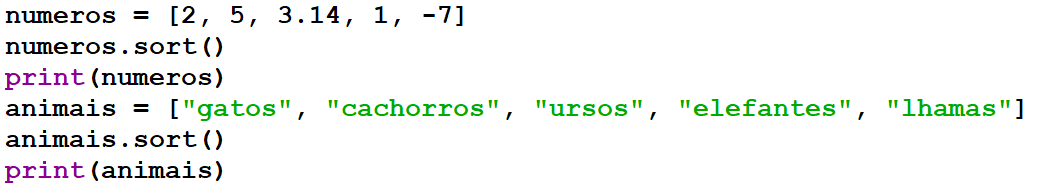 numeros = [2, 5, 3.14, 1, -7]
numeros.sort()
print(numeros)
animais = ["gatos", "cachorros", "ursos", "elefantes", "lhamas"]
animais.sort()
print(animais)